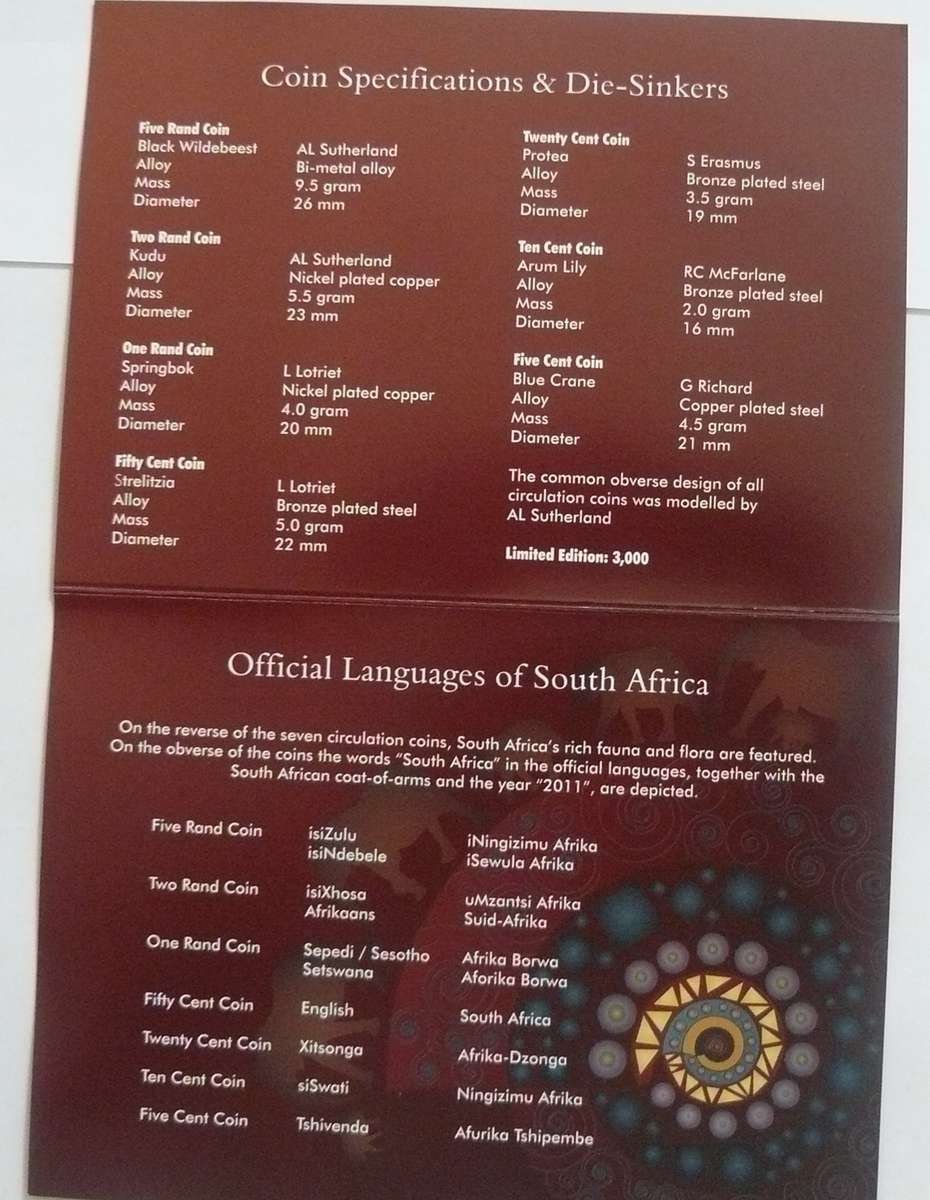 Coin Specifications & Die-Sinkers
Five Rand Coin
Black Wildebeest AL Sutherland
Alloy Bi-metal alloy
Mass 9.5 gram
Diameter 26 mm
Two Rand Coin
Kudu AL Sutherland
Alloy Nickel plated copper
Mass 5.5 gram
Diameter 23 mm
One Rand Coin
Springbok L Lotriet
Alloy Nickel plated copper
Mass 4.0 gram
Diameter 20 mm
Fifty Cent Coin
Strelitzia L Lotriet
Alloy Bronze plated steel
Mass 5.0 gram
Diameter 22 mm
Twenty Cent Coin
Protea S Erasmus
Alloy Bronze plated steel
Mass 3.5 gram
Diameter 19 mm
Ten Cent Coin
Arum Lily RC McFarlane
Alloy Bronze plated steel
Mass 2.0 gram
Diameter 16 mm
Five Cent Coin
Blue Crane G Richard
Alloy Copper plated steel
Mass 4.5 gram
Diameter 21 mm
The common obverse design of all
circulation coins was modelled by
AL Sutherland
Limited Edition: 3,000
Official Languages of South Africa
On the reverse of the seven circulation coins, South Africa's rich fauna and flora are featured.
On the obverse of the coins the words "South Africa" in the official languages, together with the
South African coat-of-arms and the year "2011", are depicted.
Five Rand Coin isiZulu iNingizimu Afrika
isiNdebele iSewula Afrika
Two Rand Coin isiXhosa uMzantsi Afrika
Afrikaans Suid-Afrika
One Rand Coin Sepedi / Sesotho Afrika Borwa
Setswana Aforika Borwa
Fifty Cent Coin English South Africa
Twenty Cent Coin Xitsonga Afrika-Dzonga
Ten Cent Coin siSwati Ningizimu Afrika
Five Cent Coin Tshivenda Afurika Tshipembe